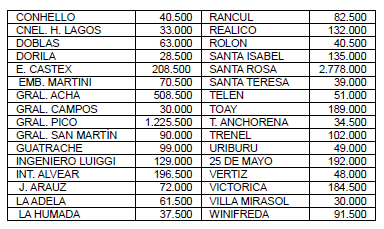 CONHELLO 40.500 RANCUL 82.500
CNEL. H. LAGOS 33.000 REALICO 132.000
DOBLAS 63.000 ROLON 40.500
DORILA 28.500 SANTA ISABEL 135.000
E. CASTEX 208.500 SANTA ROSA 2.778.000
EMB. MARTINI 70.500 SANTA TERESA 39.000
GRAL. ACHA 508.500 TELEN 51.000
GRAL. CAMPOS 30.000 TOAY 189.000
GRAL. PICO 1.225.500 T. ANCHORENA 34.500
GRAL. SAN MARTÍN 90.000 TRENEL 102.000
GUATRACHE 99.000 URIBURU 49.000
INGENIERO LUIGGI 129.000 25 DE MAYO 192.000
INT. ALVEAR 196.500 VERTIZ 48.000
J. ARAUZ 72.000 VICTORICA 184.500
LA ADELA 61.500 VILLA MIRASOL 30.000
LA HUMADA 37.500 WINIFREDA 91.500